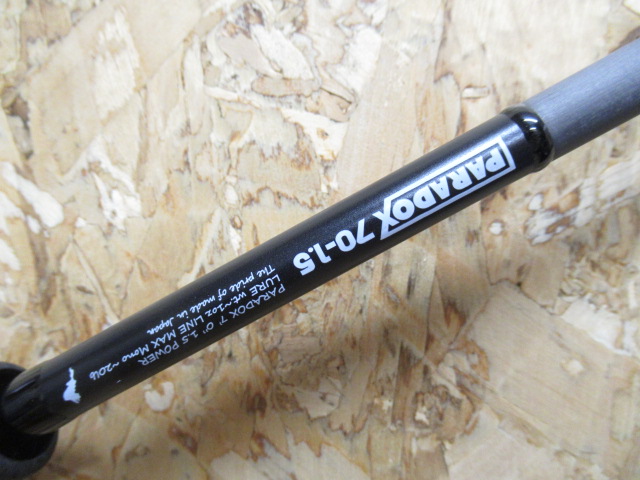 PARADOX 70-1.5
PARADOX 7' 0" 1.5 POWER
LURE wt~1oz LINE MAX Mono ~20lb
The pride of made in Japan